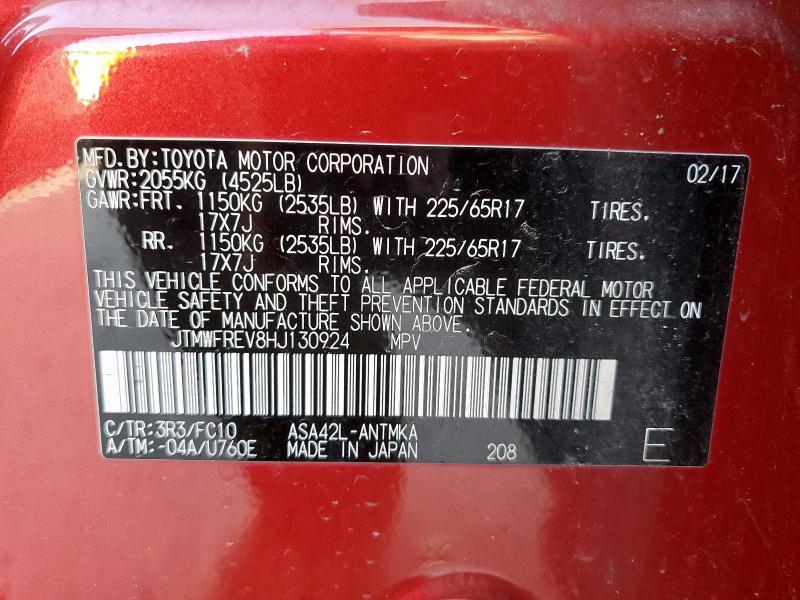 MFD.BY:TOYOTA MOTOR CORPORATION 02/17
GVWR:2055KG (4525LB)
GAWR:FRT. 1150KG (2535LB) WITH 225/65R17 TIRES.
17X7J RIMS.
RR. 1150KG (2535LB) WITH 225/65R17 TIRES.
17X7J RIMS.
THIS VEHICLE CONFORMS TO ALL APPLICABLE FEDERAL MOTOR
VEHICLE SAFETY AND THEFT PREVENTION STANDARDS IN EFFECT ON
THE DATE OF MANUFACTURE SHOWN ABOVE.
JTMWFREV8HJ130924 MPV
C/TR:3R3/FC10 ASA42L-ANTMKA
A/TM:-04A/U760E MADE IN JAPAN 208 E